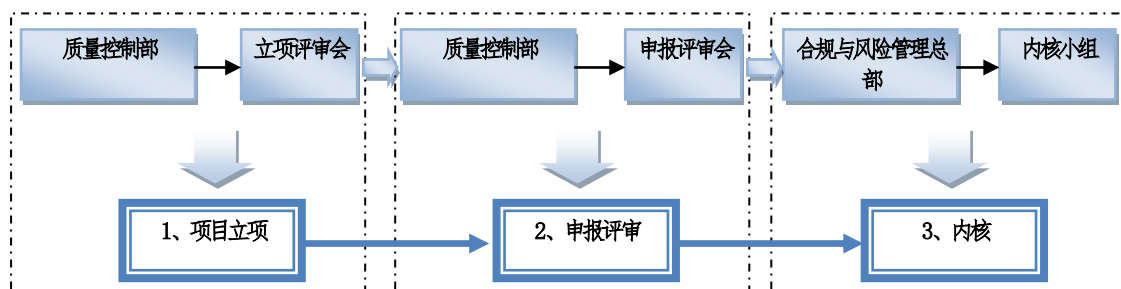 质量控制部
立项评审会
质量控制部
申报评审会
合规与风险管理总
部
内核小组
1、项目立项
2、申报评审
3、内核